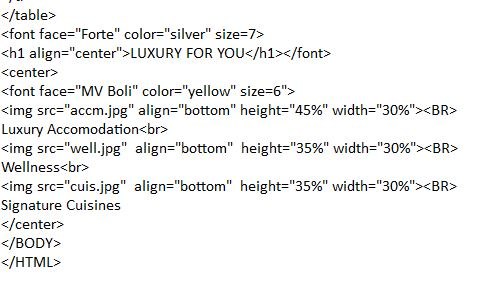 </table>
<font face="Forte" color="silver" size=7>
<h1 align="center">LUXURY FOR YOU</h1></font>
<center>
<font face="MV Boli" color="yellow" size=6">
<img src="accm.jpg" align="bottom" height="45%" width="30%"><BR>
Luxury Accomodation<br>
<img src="well.jpg"  align="bottom"  height="35%" width="30%"><BR>
Wellness<br>
<img src="cuis.jpg"  align="bottom"  height="35%" width="30%"><BR>
Signature Cuisines
</center>
</BODY>
</HTML>